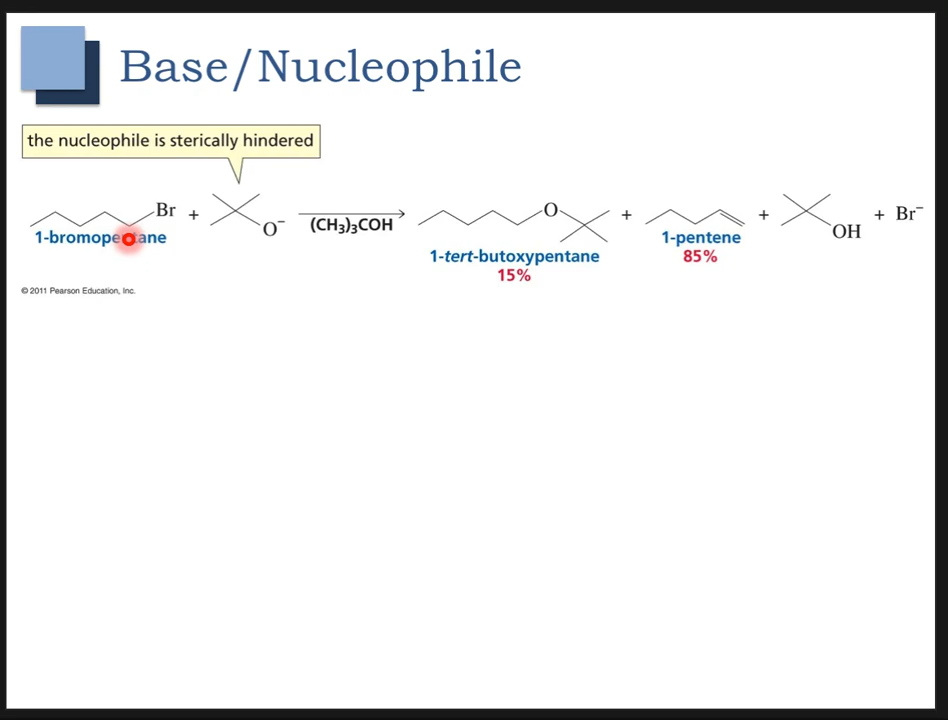 Base/Nucleophile
the nucleophile is sterically hindered
Br + O⁻ (CH₃)₃COH O + + OH + Br⁻
1-bromopentane 1-tert-butoxypentane 15% 1-pentene 85%
© 2011 Pearson Education, Inc.